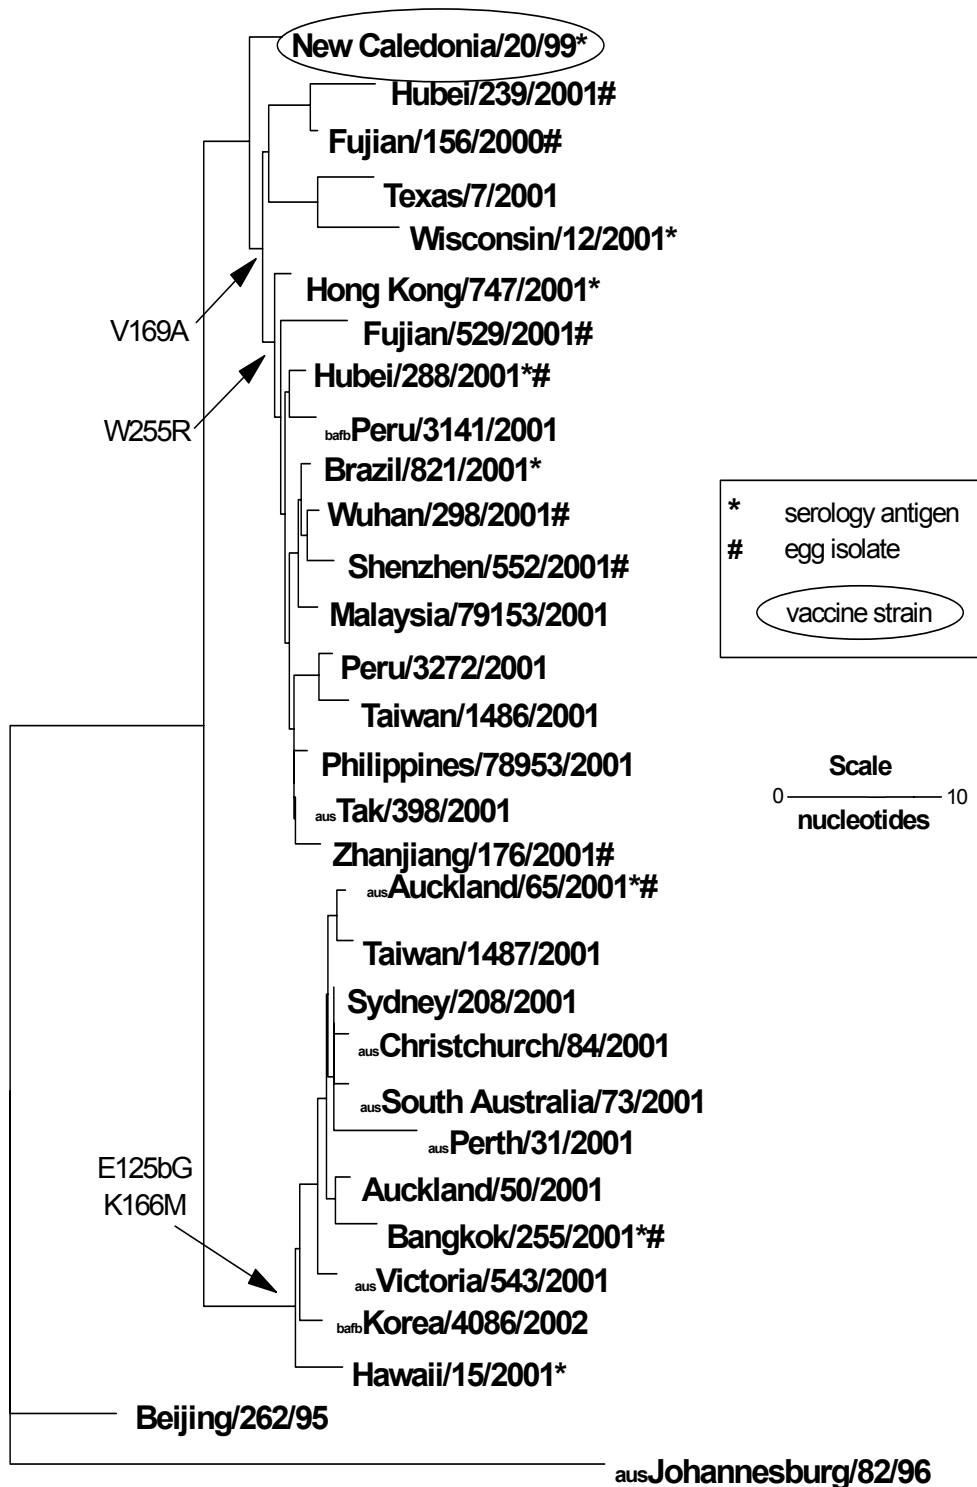 New Caledonia/20/99*
Hubei/239/2001#
Fujian/156/2000#
Texas/7/2001
Wisconsin/12/2001*
Hong Kong/747/2001*
V169A
Fujian/529/2001#
Hubei/288/2001*#
W255R
bafbPeru/3141/2001
Brazil/821/2001*
Wuhan/298/2001#
Shenzhen/552/2001#
Malaysia/79153/2001
Peru/3272/2001
Taiwan/1486/2001
Philippines/78953/2001
ausTak/398/2001
Zhanjiang/176/2001#
ausAuckland/65/2001*#
Taiwan/1487/2001
Sydney/208/2001
ausChristchurch/84/2001
ausSouth Australia/73/2001
ausPerth/31/2001
E125bG
K166M
Auckland/50/2001
Bangkok/255/2001*#
ausVictoria/543/2001
bafbKorea/4086/2002
Hawaii/15/2001*
Beijing/262/95
ausJohannesburg/82/96
* serology antigen
# egg isolate
vaccine strain
Scale
0 10
nucleotides